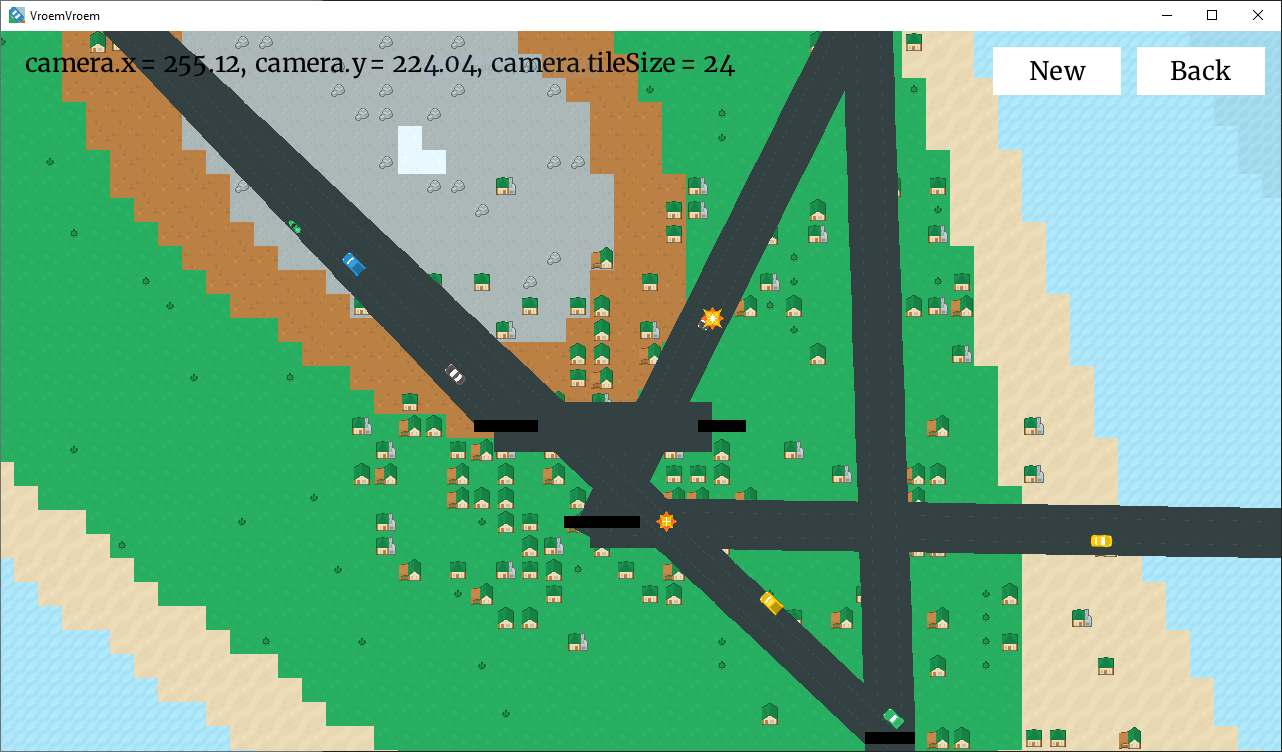 VroemVroem
camera.x = 255.12, camera.y = 224.04, camera.tileSize = 24
New
Back